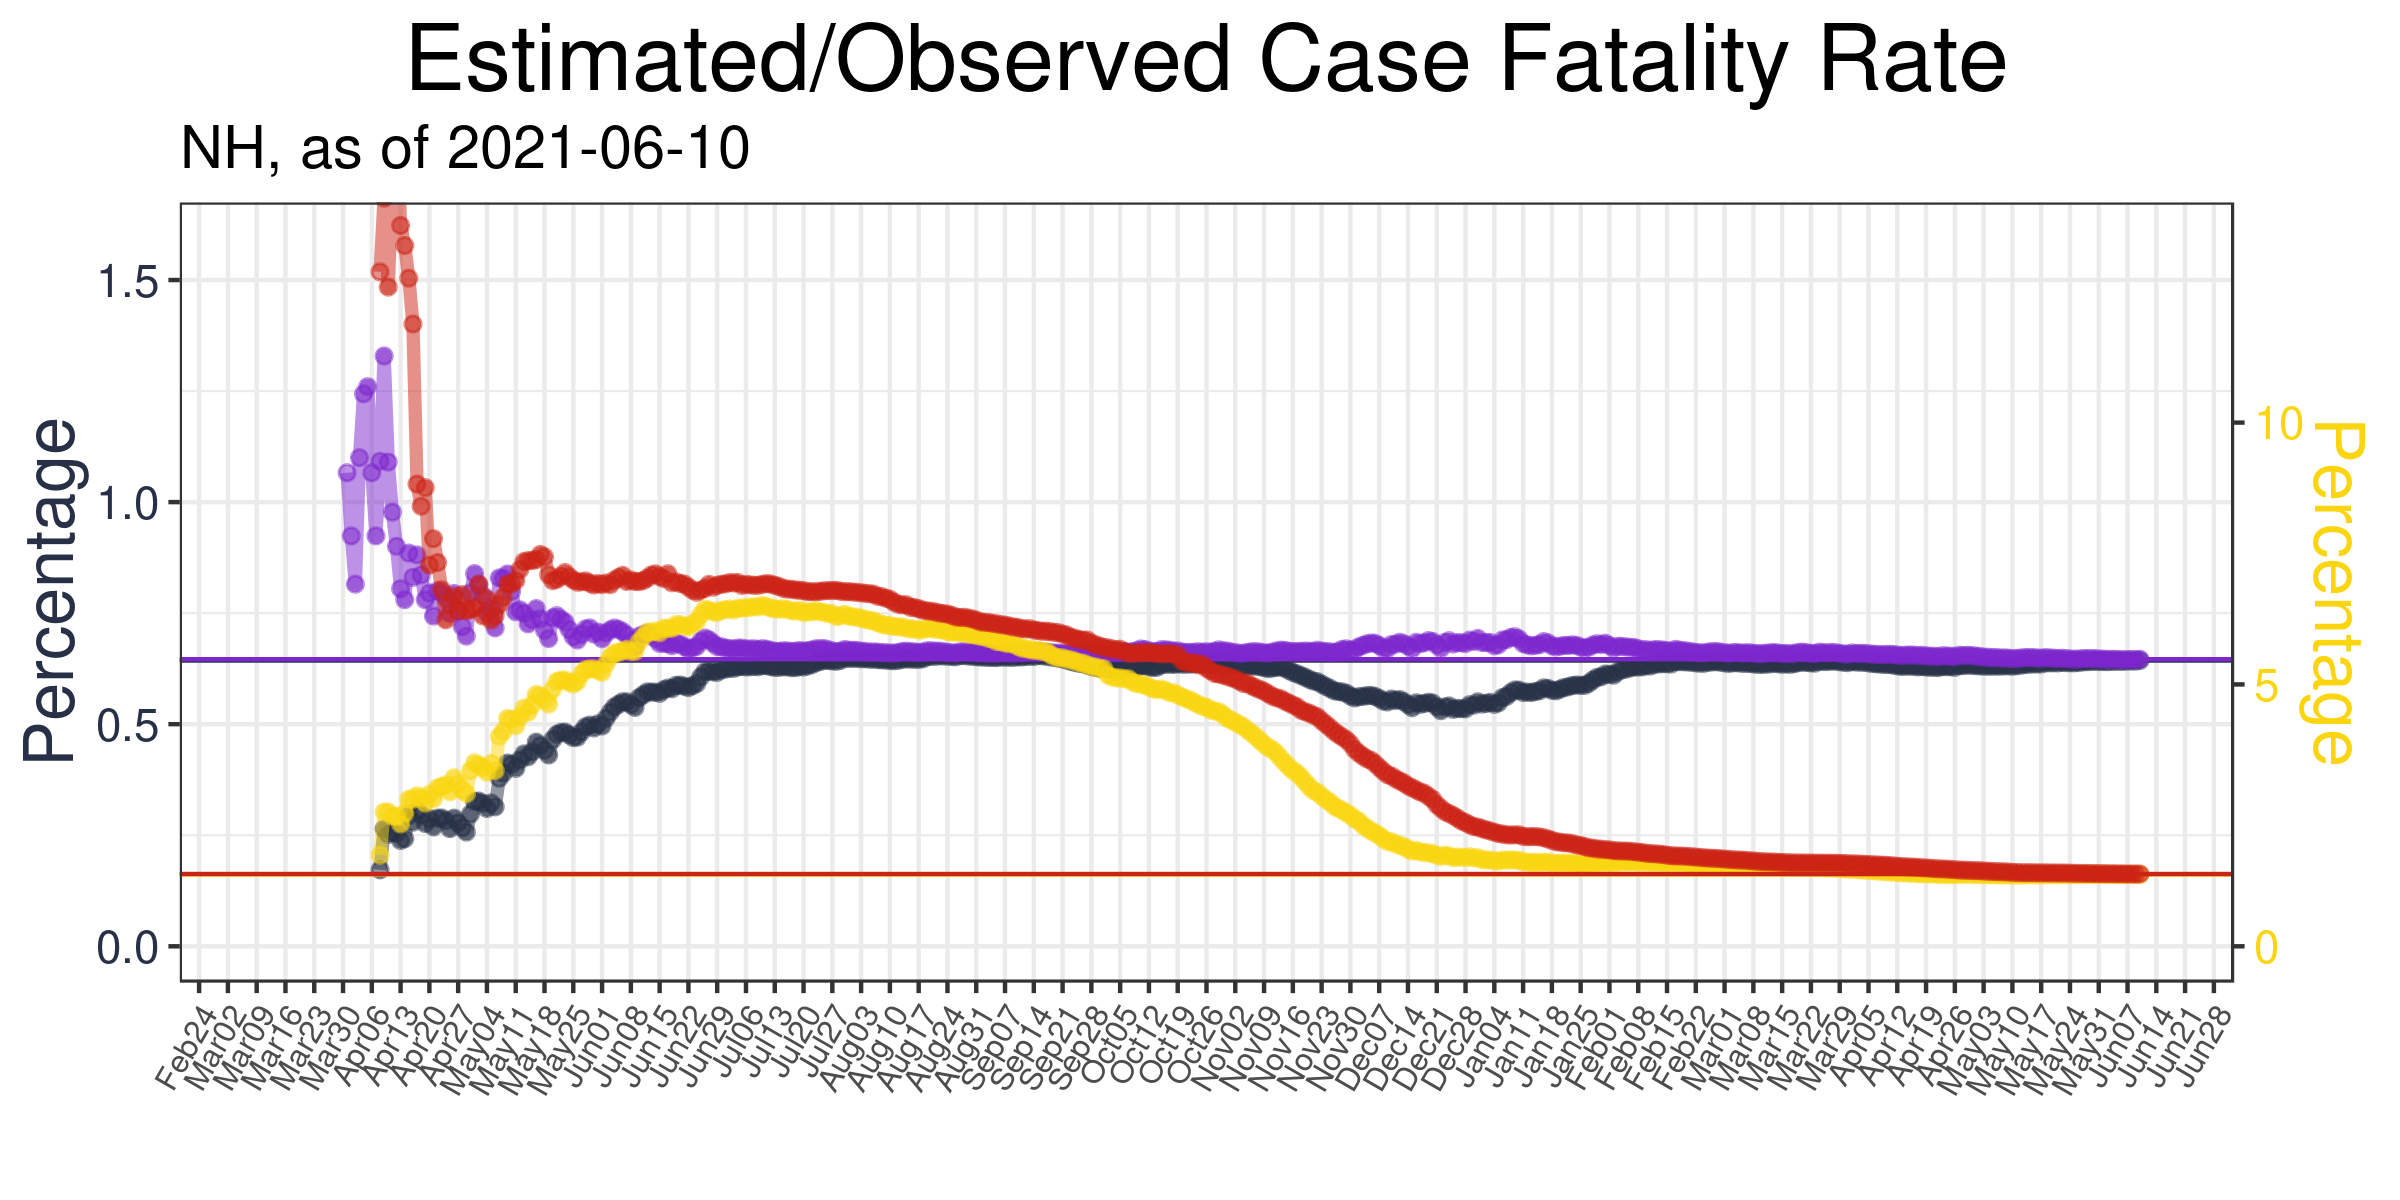 Estimated/Observed Case Fatality Rate
NH, as of 2021-06-10
Percentage
1.5
1.0
0.5
0.0
10
5
0
Percentage
Feb24
Mar02
Mar09
Mar16
Mar23
Mar30
Apr06
Apr13
Apr20
Apr27
May04
May11
May18
May25
Jun01
Jun08
Jun15
Jun22
Jun29
Jul06
Jul13
Jul20
Jul27
Aug03
Aug10
Aug17
Aug24
Aug31
Sep07
Sep14
Sep21
Sep28
Oct05
Oct12
Oct19
Oct26
Nov02
Nov09
Nov16
Nov23
Nov30
Dec07
Dec14
Dec21
Dec28
Jan04
Jan11
Jan18
Jan25
Feb01
Feb08
Feb15
Feb22
Mar01
Mar08
Mar15
Mar22
Mar29
Apr05
Apr12
Apr19
Apr26
May03
May10
May17
May24
May31
Jun07
Jun14
Jun21
Jun28